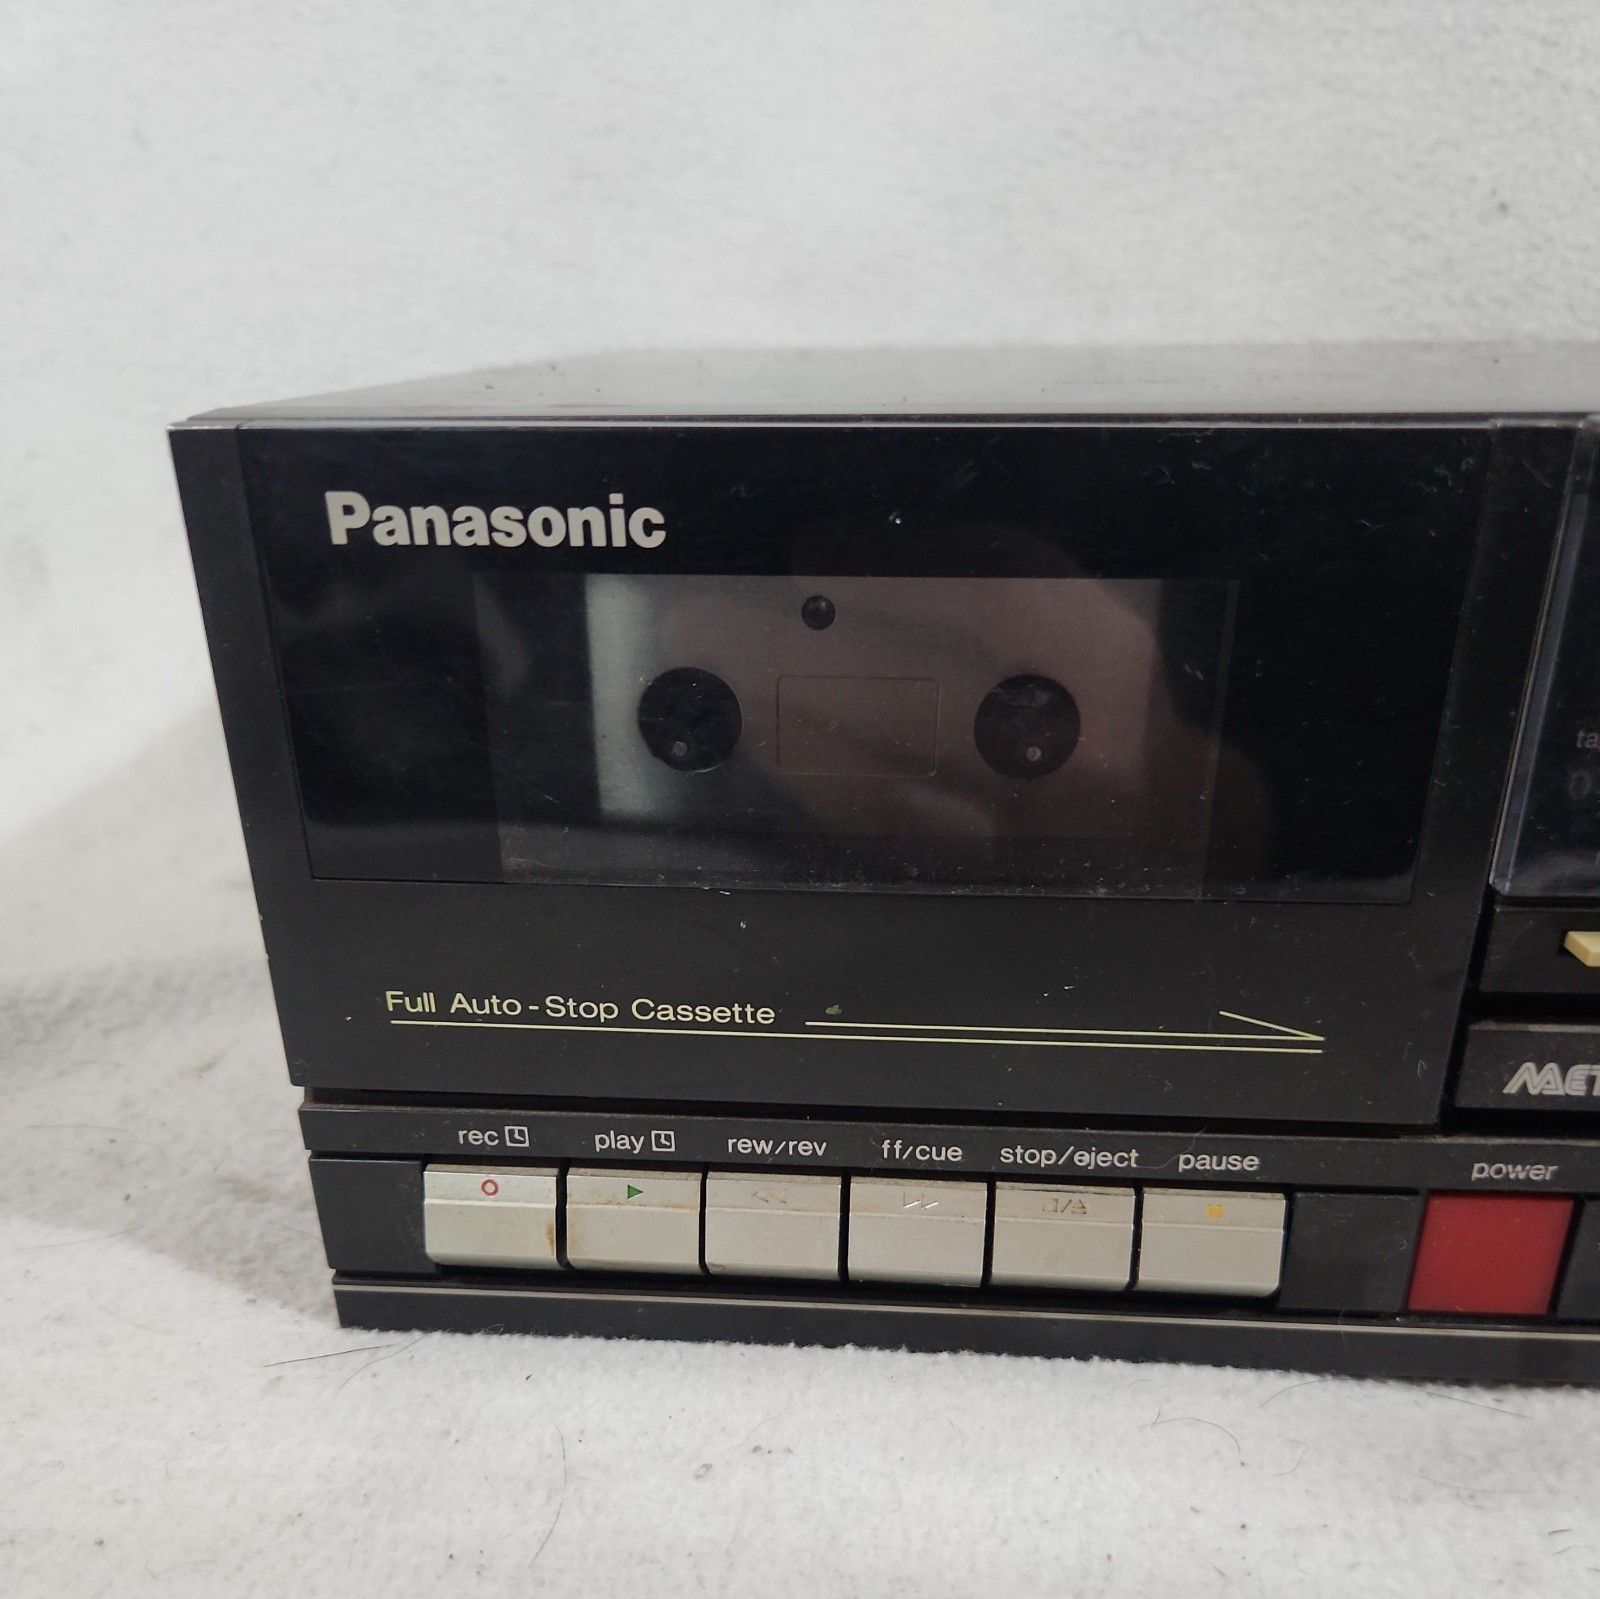 Panasonic
Full Auto-Stop Cassette
rec play rew/rev ff/cue stop/eject pause power